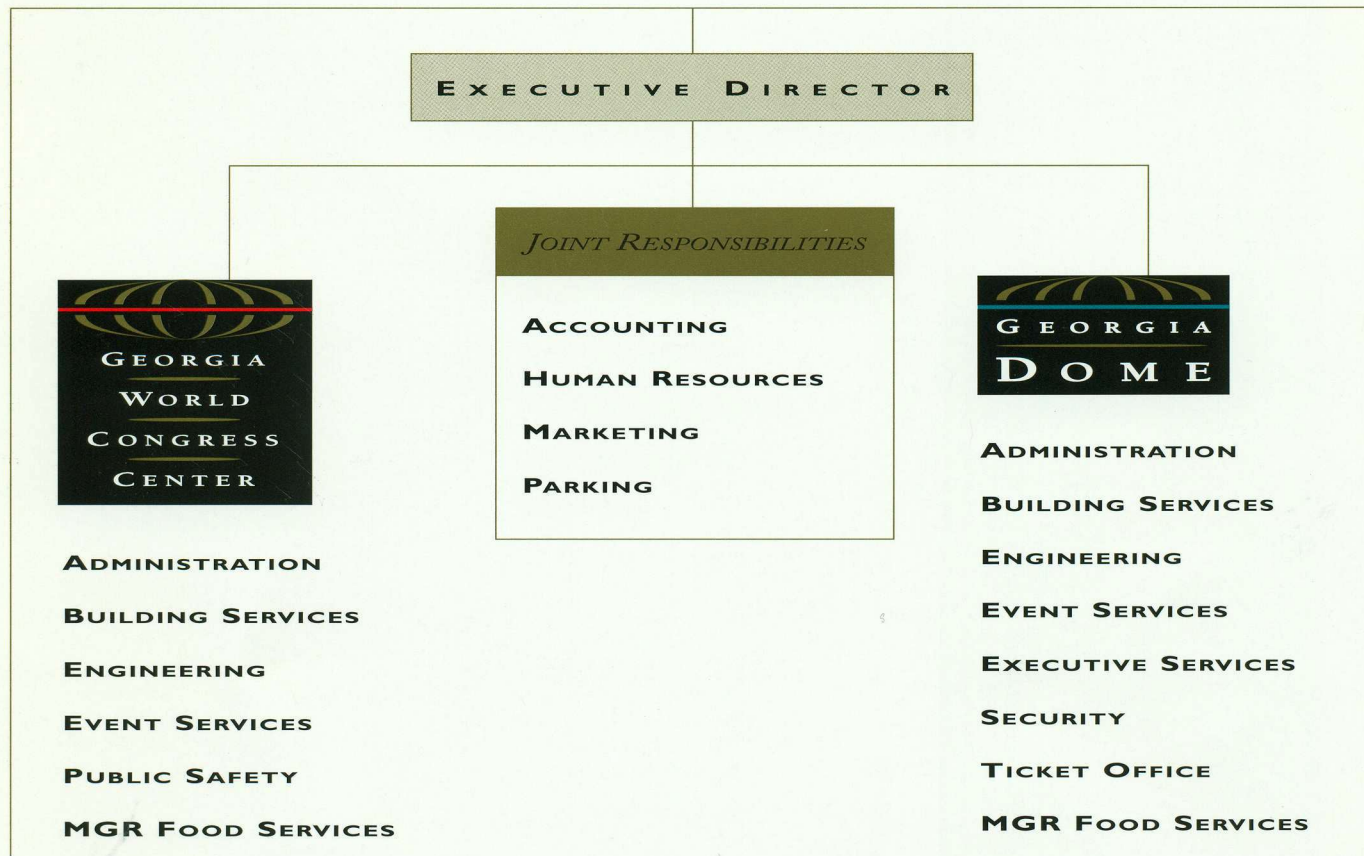 EXECUTIVE DIRECTOR
JOINT RESPONSIBILITIES
ACCOUNTING
HUMAN RESOURCES
MARKETING
PARKING
GEORGIA
WORLD
CONGRESS
CENTER
ADMINISTRATION
BUILDING SERVICES
ENGINEERING
EVENT SERVICES
PUBLIC SAFETY
MGR FOOD SERVICES
GEORGIA
DOME
ADMINISTRATION
BUILDING SERVICES
ENGINEERING
EVENT SERVICES
EXECUTIVE SERVICES
SECURITY
TICKET OFFICE
MGR FOOD SERVICES